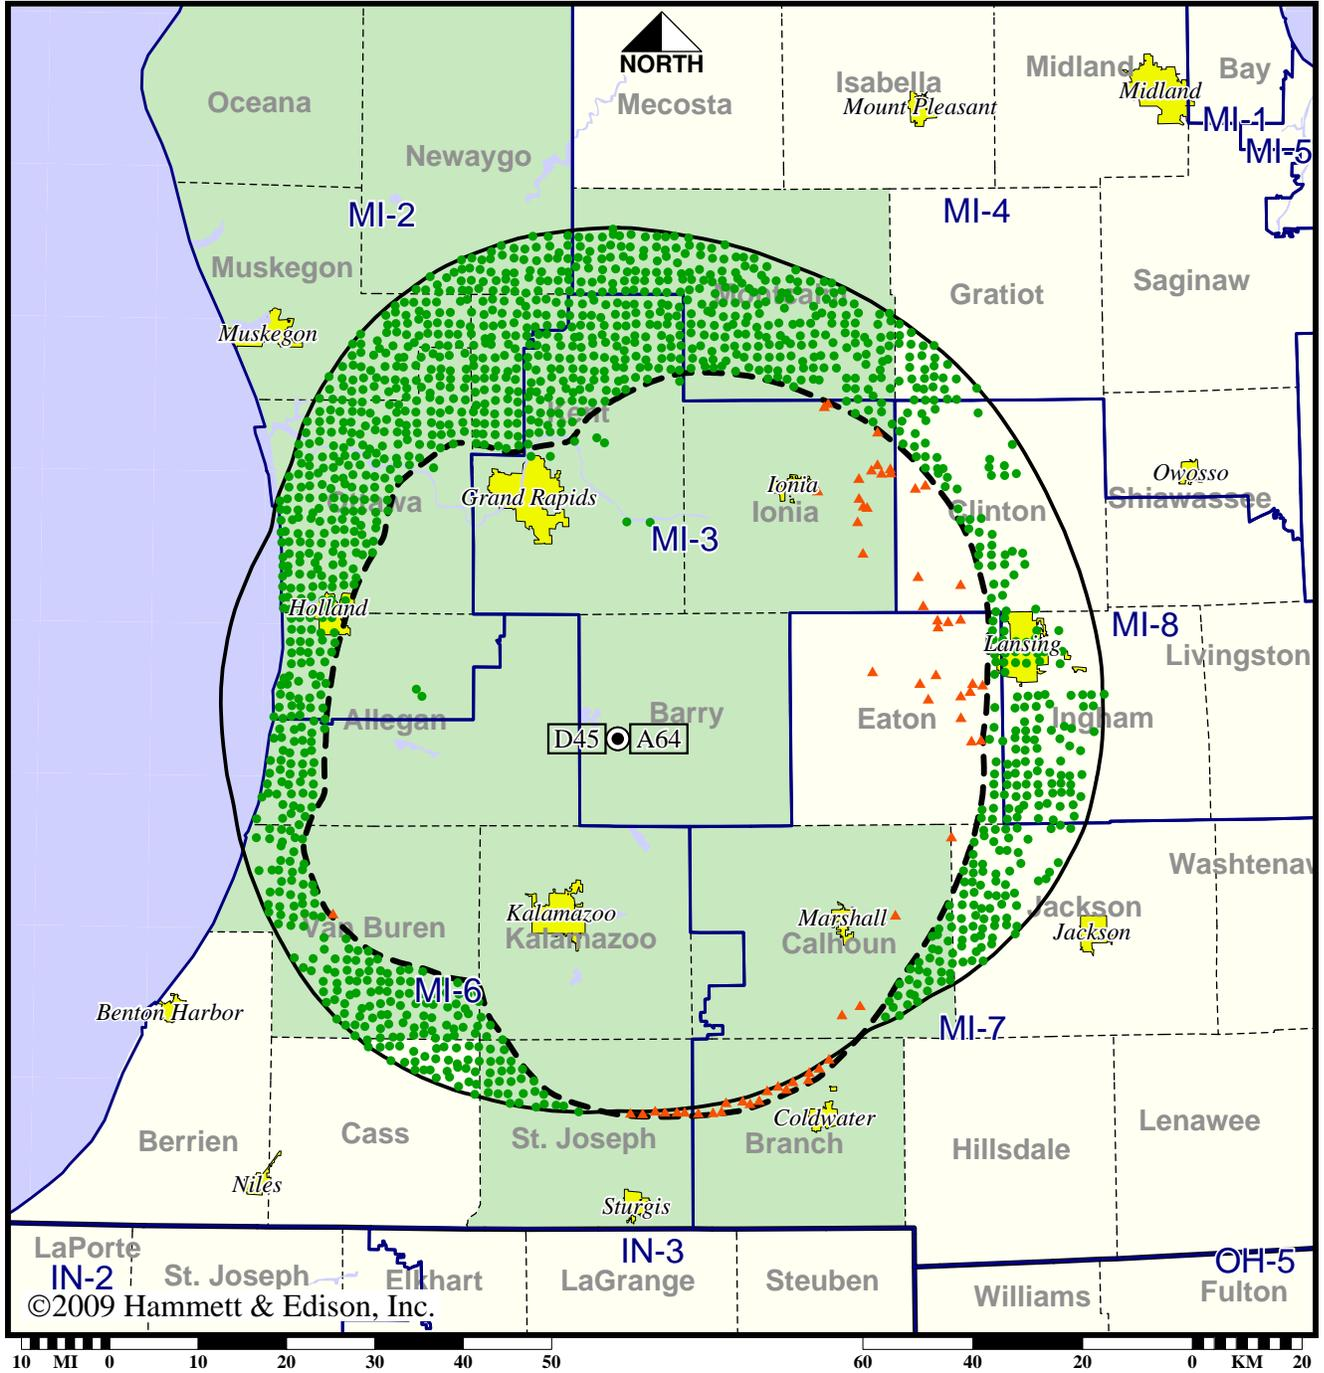 NORTH
Oceana
Mecosta
Isabella
Mount Pleasant
Midland
Midland
Bay
MI-1
MI-5
Newaygo
MI-2
MI-4
Muskegon
Muskegon
Montcalm
Gratiot
Saginaw
Kent
Ottawa
Grand Rapids
Ionia
Ionia
MI-3
Clinton
Owosso
Shiawassee
Holland
Lansing
MI-8
Livingston
Allegan
Barry
D45
A64
Eaton
Ingham
Washtenaw
Van Buren
Kalamazoo
Kalamazoo
Marshall
Calhoun
Jackson
Jackson
MI-6
Benton Harbor
MI-7
Berrien
Cass
St. Joseph
Coldwater
Branch
Hillsdale
Lenawee
Niles
Sturgis
LaPorte
IN-2
St. Joseph
Elkhart
IN-3
LaGrange
Steuben
Williams
OH-5
Fulton
©2009 Hammett & Edison, Inc.
10 MI 0 10 20 30 40 50 60 40 20 0 KM 20